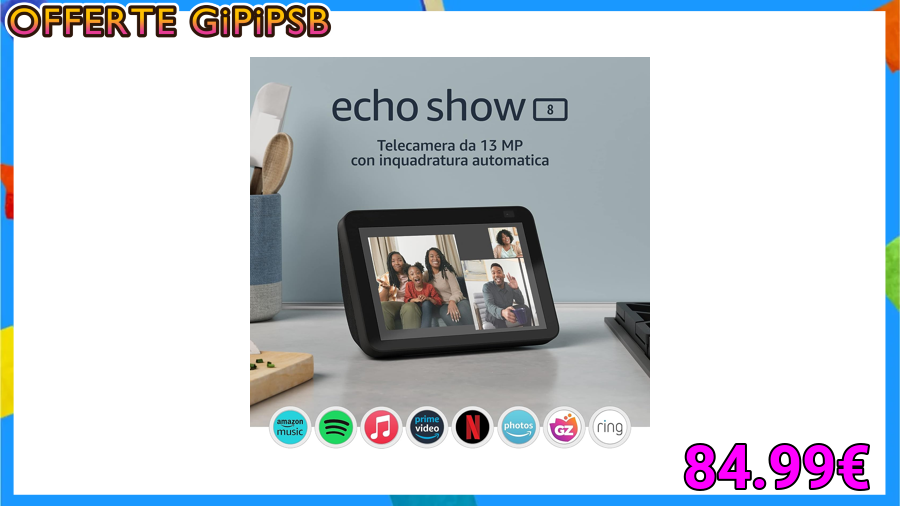 OFFERTE GiPiPSB
echo show 8
Telecamera da 13 MP
con inquadratura automatica
amazon music
prime video
N
photos
GZ
ring
84.99€